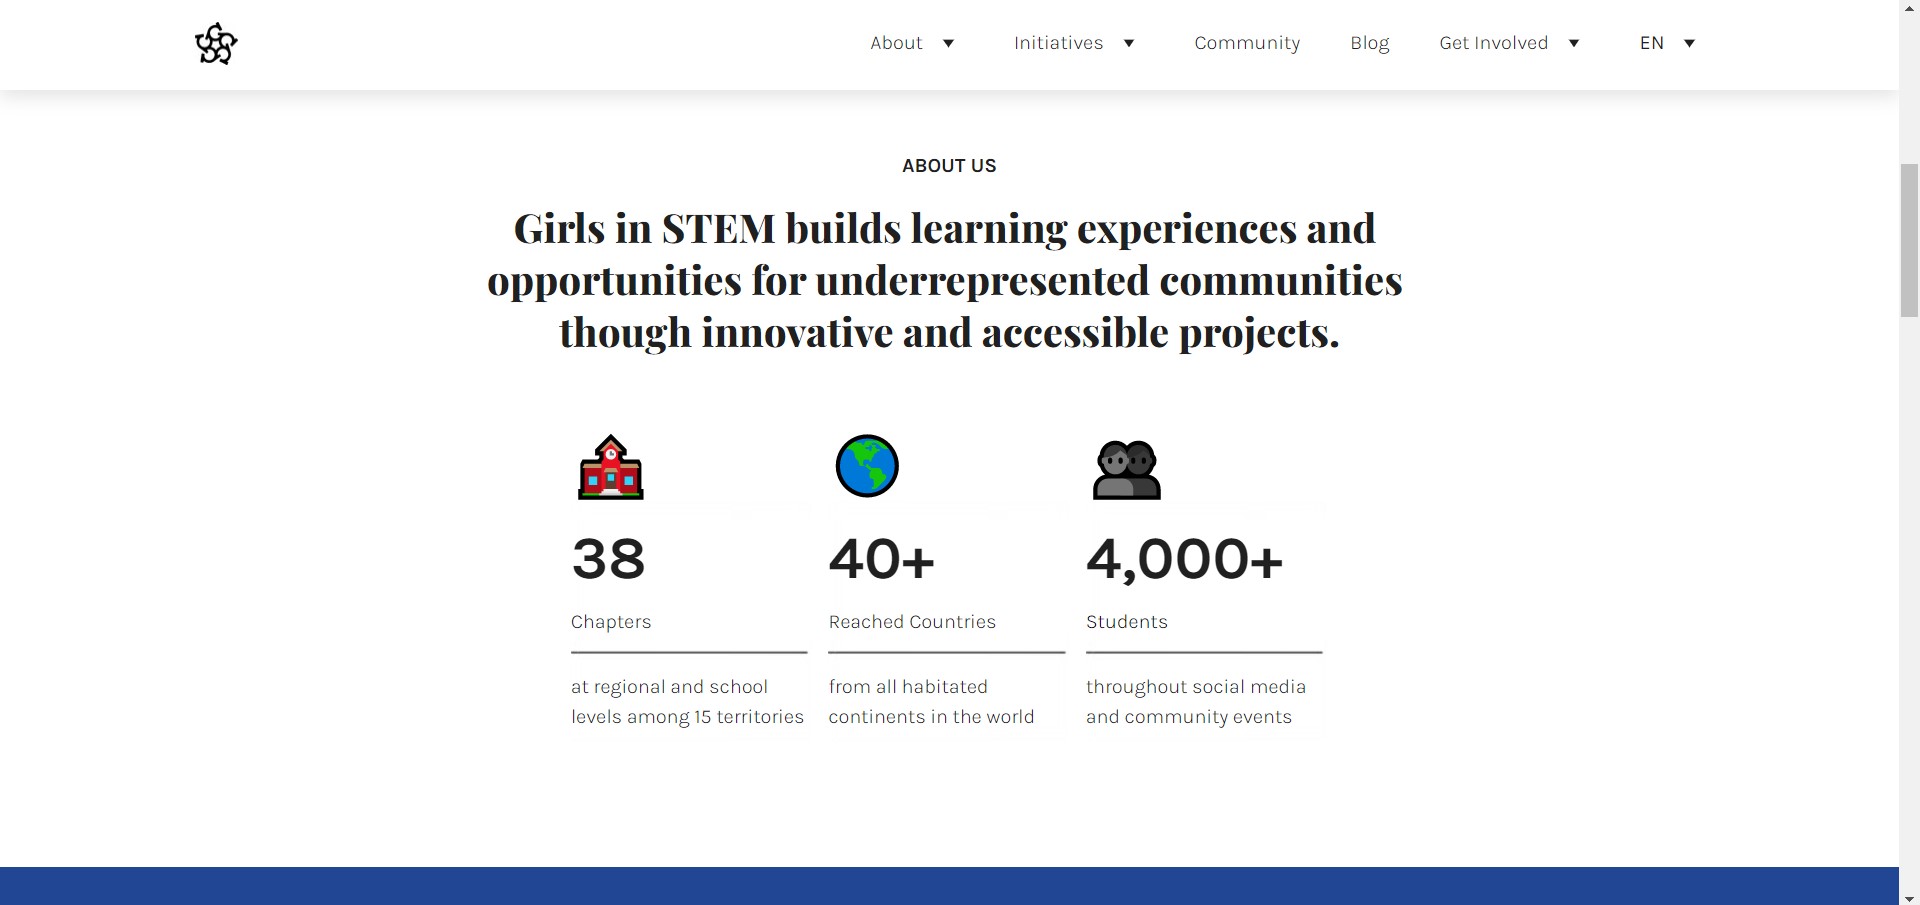 About ▼ Initiatives ▼ Community Blog Get Involved ▼ EN ▼
ABOUT US
Girls in STEM builds learning experiences and
opportunities for underrepresented communities
though innovative and accessible projects.
38
Chapters
at regional and school
levels among 15 territories
40+
Reached Countries
from all habitated
continents in the world
4,000+
Students
throughout social media
and community events